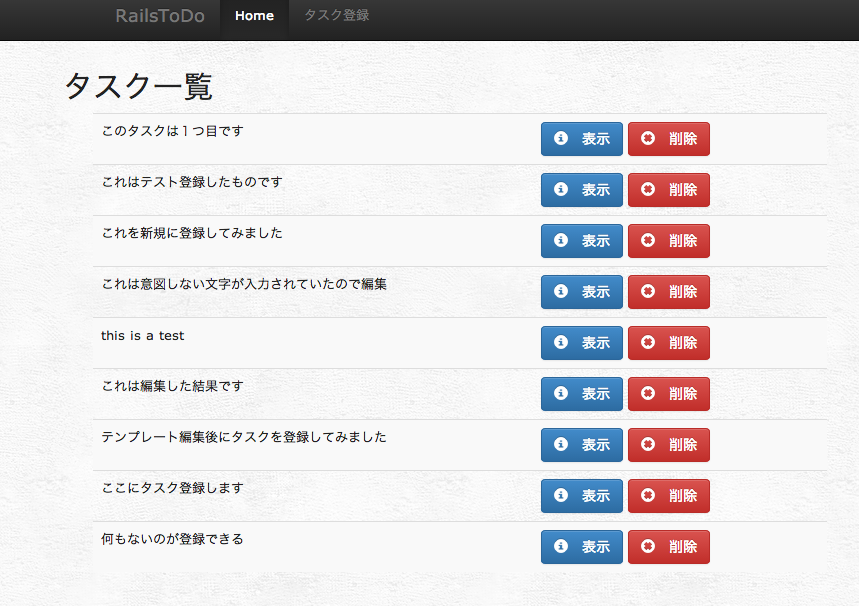 RailsToDo Home タスク登録
タスク一覧
このタスクは１つ目です 表示 削除
これはテスト登録したものです 表示 削除
これを新規に登録してみました 表示 削除
これは意図しない文字が入力されていたので編集 表示 削除
this is a test 表示 削除
これは編集した結果です 表示 削除
テンプレート編集後にタスクを登録してみました 表示 削除
ここにタスク登録します 表示 削除
何もないのが登録できる 表示 削除